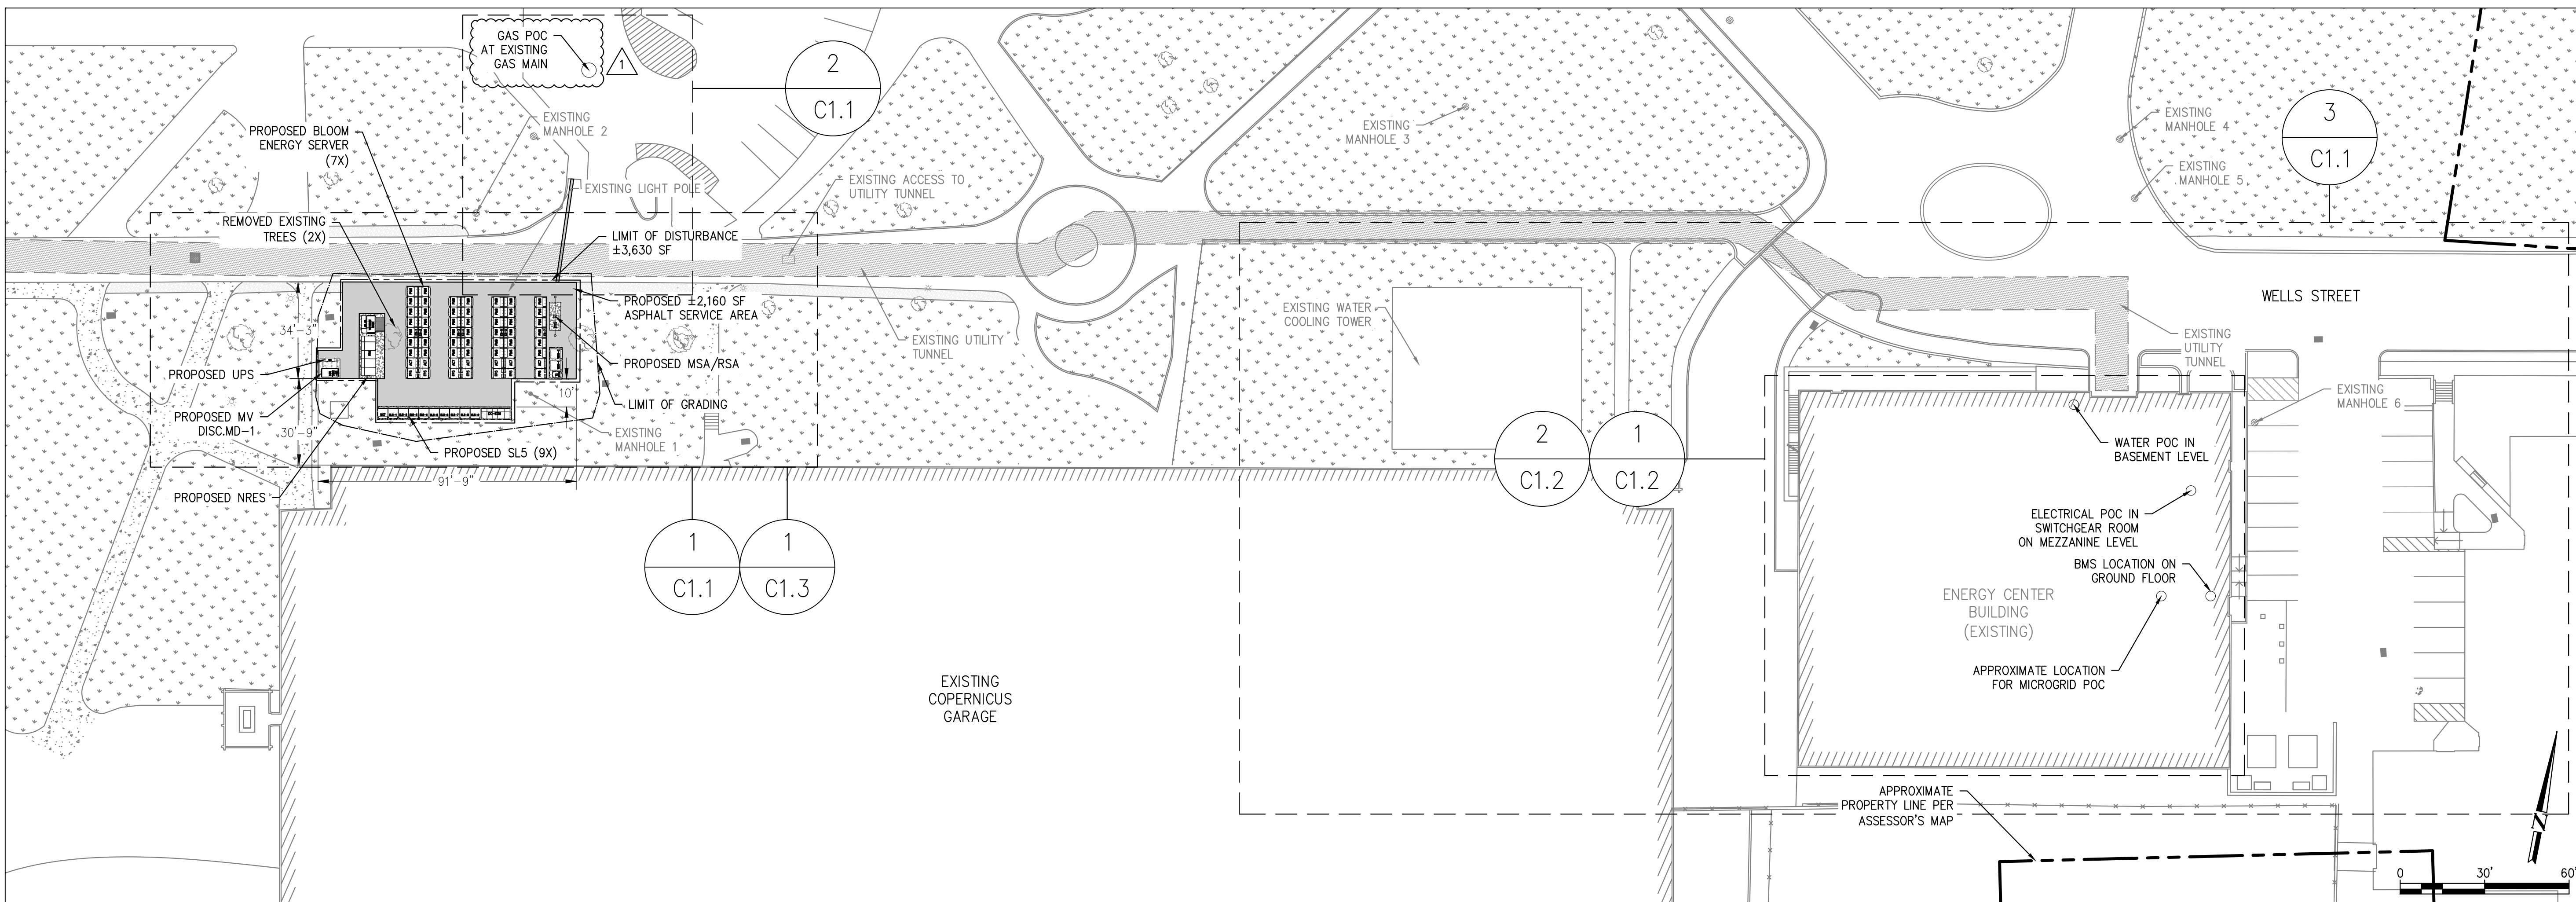 GAS POC
AT EXISTING
GAS MAIN
1
2
C1.1
EXISTING
MANHOLE 2
PROPOSED BLOOM
ENERGY SERVER
(7X)
EXISTING LIGHT POLE
EXISTING ACCESS TO
UTILITY TUNNEL
EXISTING
MANHOLE 3
EXISTING
MANHOLE 4
EXISTING
MANHOLE 5
3
C1.1
REMOVED EXISTING
TREES (2X)
LIMIT OF DISTURBANCE
±3,630 SF
PROPOSED ±2,160 SF
ASPHALT SERVICE AREA
34'-3"
PROPOSED MSA/RSA
EXISTING UTILITY
TUNNEL
EXISTING WATER
COOLING TOWER
WELLS STREET
EXISTING
UTILITY
TUNNEL
PROPOSED UPS
10'
LIMIT OF GRADING
PROPOSED MV
DISC.MD-1
30'-9"
EXISTING
MANHOLE 1
PROPOSED SL5 (9X)
PROPOSED NRES
91'-9"
EXISTING
MANHOLE 6
2
C1.2
1
C1.2
WATER POC IN
BASEMENT LEVEL
ELECTRICAL POC IN
SWITCHGEAR ROOM
ON MEZZANINE LEVEL
1
C1.1
1
C1.3
BMS LOCATION ON
GROUND FLOOR
ENERGY CENTER
BUILDING
(EXISTING)
EXISTING
COPERNICUS
GARAGE
APPROXIMATE LOCATION
FOR MICROGRID POC
APPROXIMATE
PROPERTY LINE PER
ASSESSOR'S MAP
N
0 30' 60'